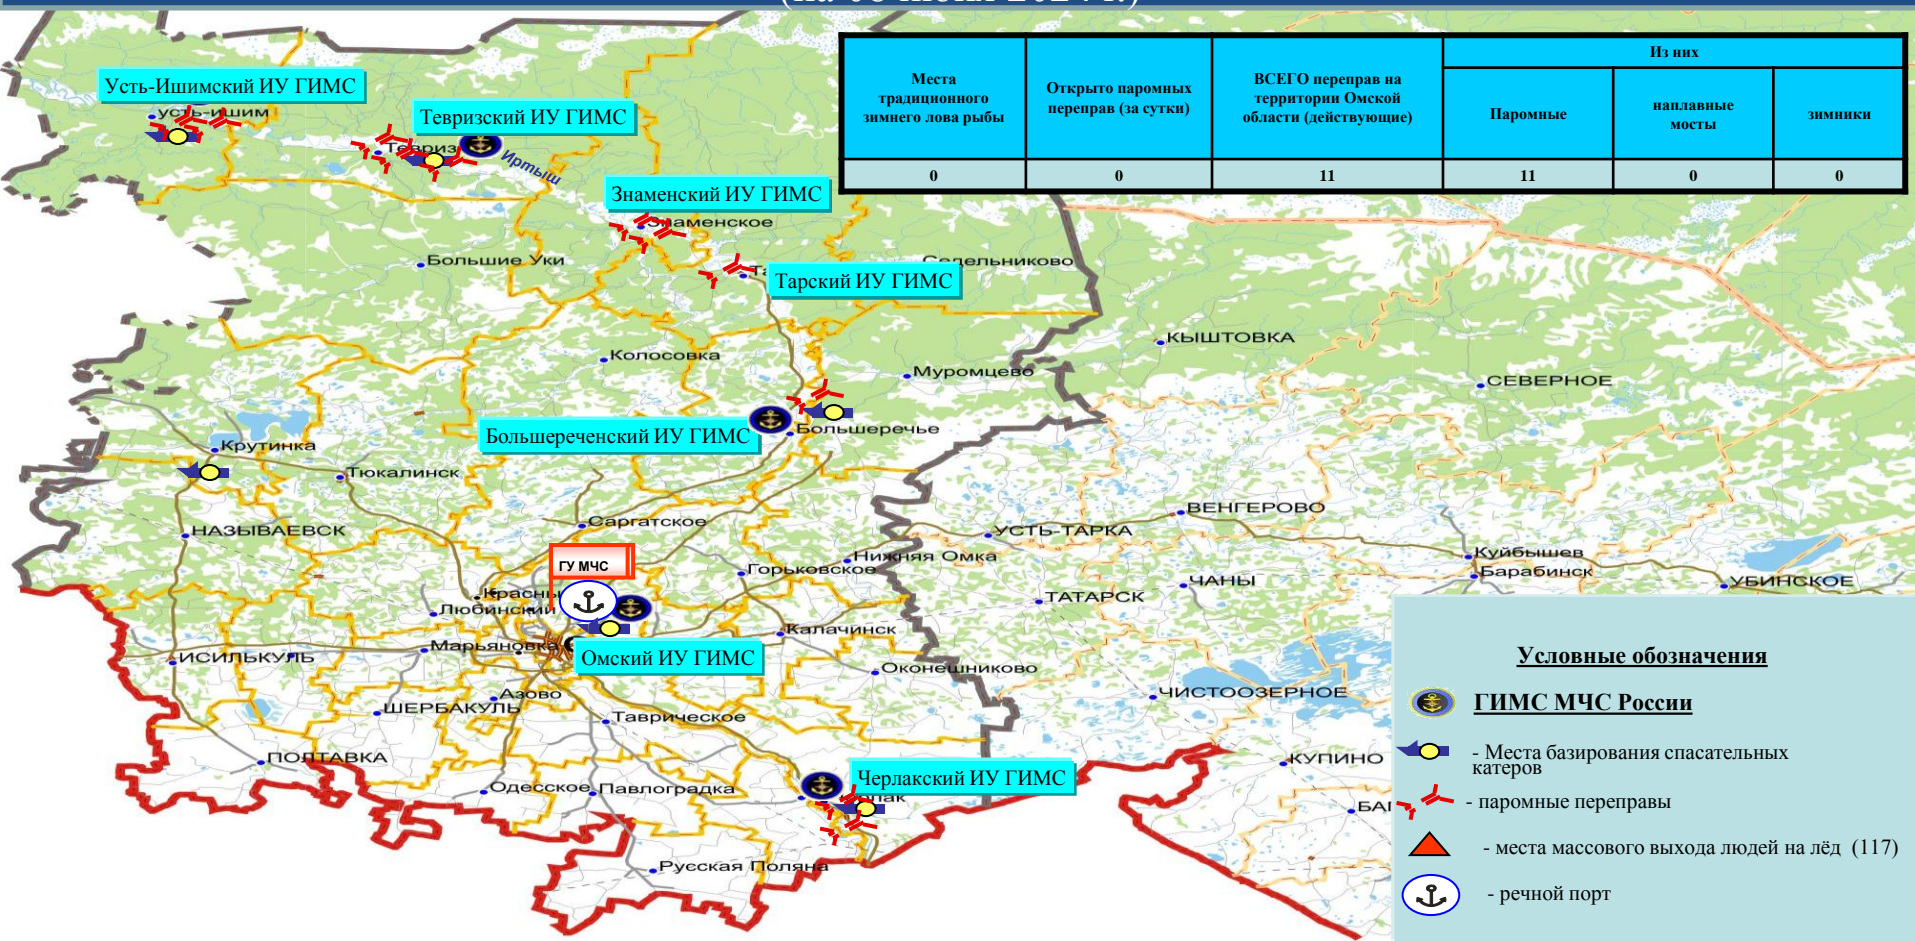 Места
традиционного
зимнего лова рыбы
Открыто паромных
переправ (за сутки)
ВСЕГО переправ на
территории Омской
области (действующие)
Из них
Паромные
наплавные
мосты
зимники
0
0
11
11
0
0
Усть-Ишимский ИУ ГИМС
усть-ишим
Тевризский ИУ ГИМС
Иртыш
Знаменский ИУ ГИМС
Знаменское
Большие Уки
Седельниково
Тарский ИУ ГИМС
Колосовка
Муромцево
КЫШТОВКА
СЕВЕРНОЕ
Большереченский ИУ ГИМС
Большеречье
Крутинка
Тюкалинск
НАЗЫВАЕВСК
Саргатское
УСТЬ-ТАРКА
ВЕНГЕРОВО
Нижняя Омка
Куйбышев
ГУ МЧС
Горьковское
Барабинск
ЧАНЫ
УБИНСКОЕ
Любинский
ТАТАРСК
Калачинск
Марьяновка
ИСИЛЬКУЛЬ
Омский ИУ ГИМС
Оконешниково
Азово
ЧИСТООЗЕРНОЕ
ШЕРБАКУЛЬ
Таврическое
ПОЛТАВКА
КУПИНО
Черлакский ИУ ГИМС
Одесское
Павлоградка
Русская Поляна
Условные обозначения
ГИМС МЧС России
- Места базирования спасательных
катеров
- паромные переправы
- места массового выхода людей на лёд (117)
- речной порт